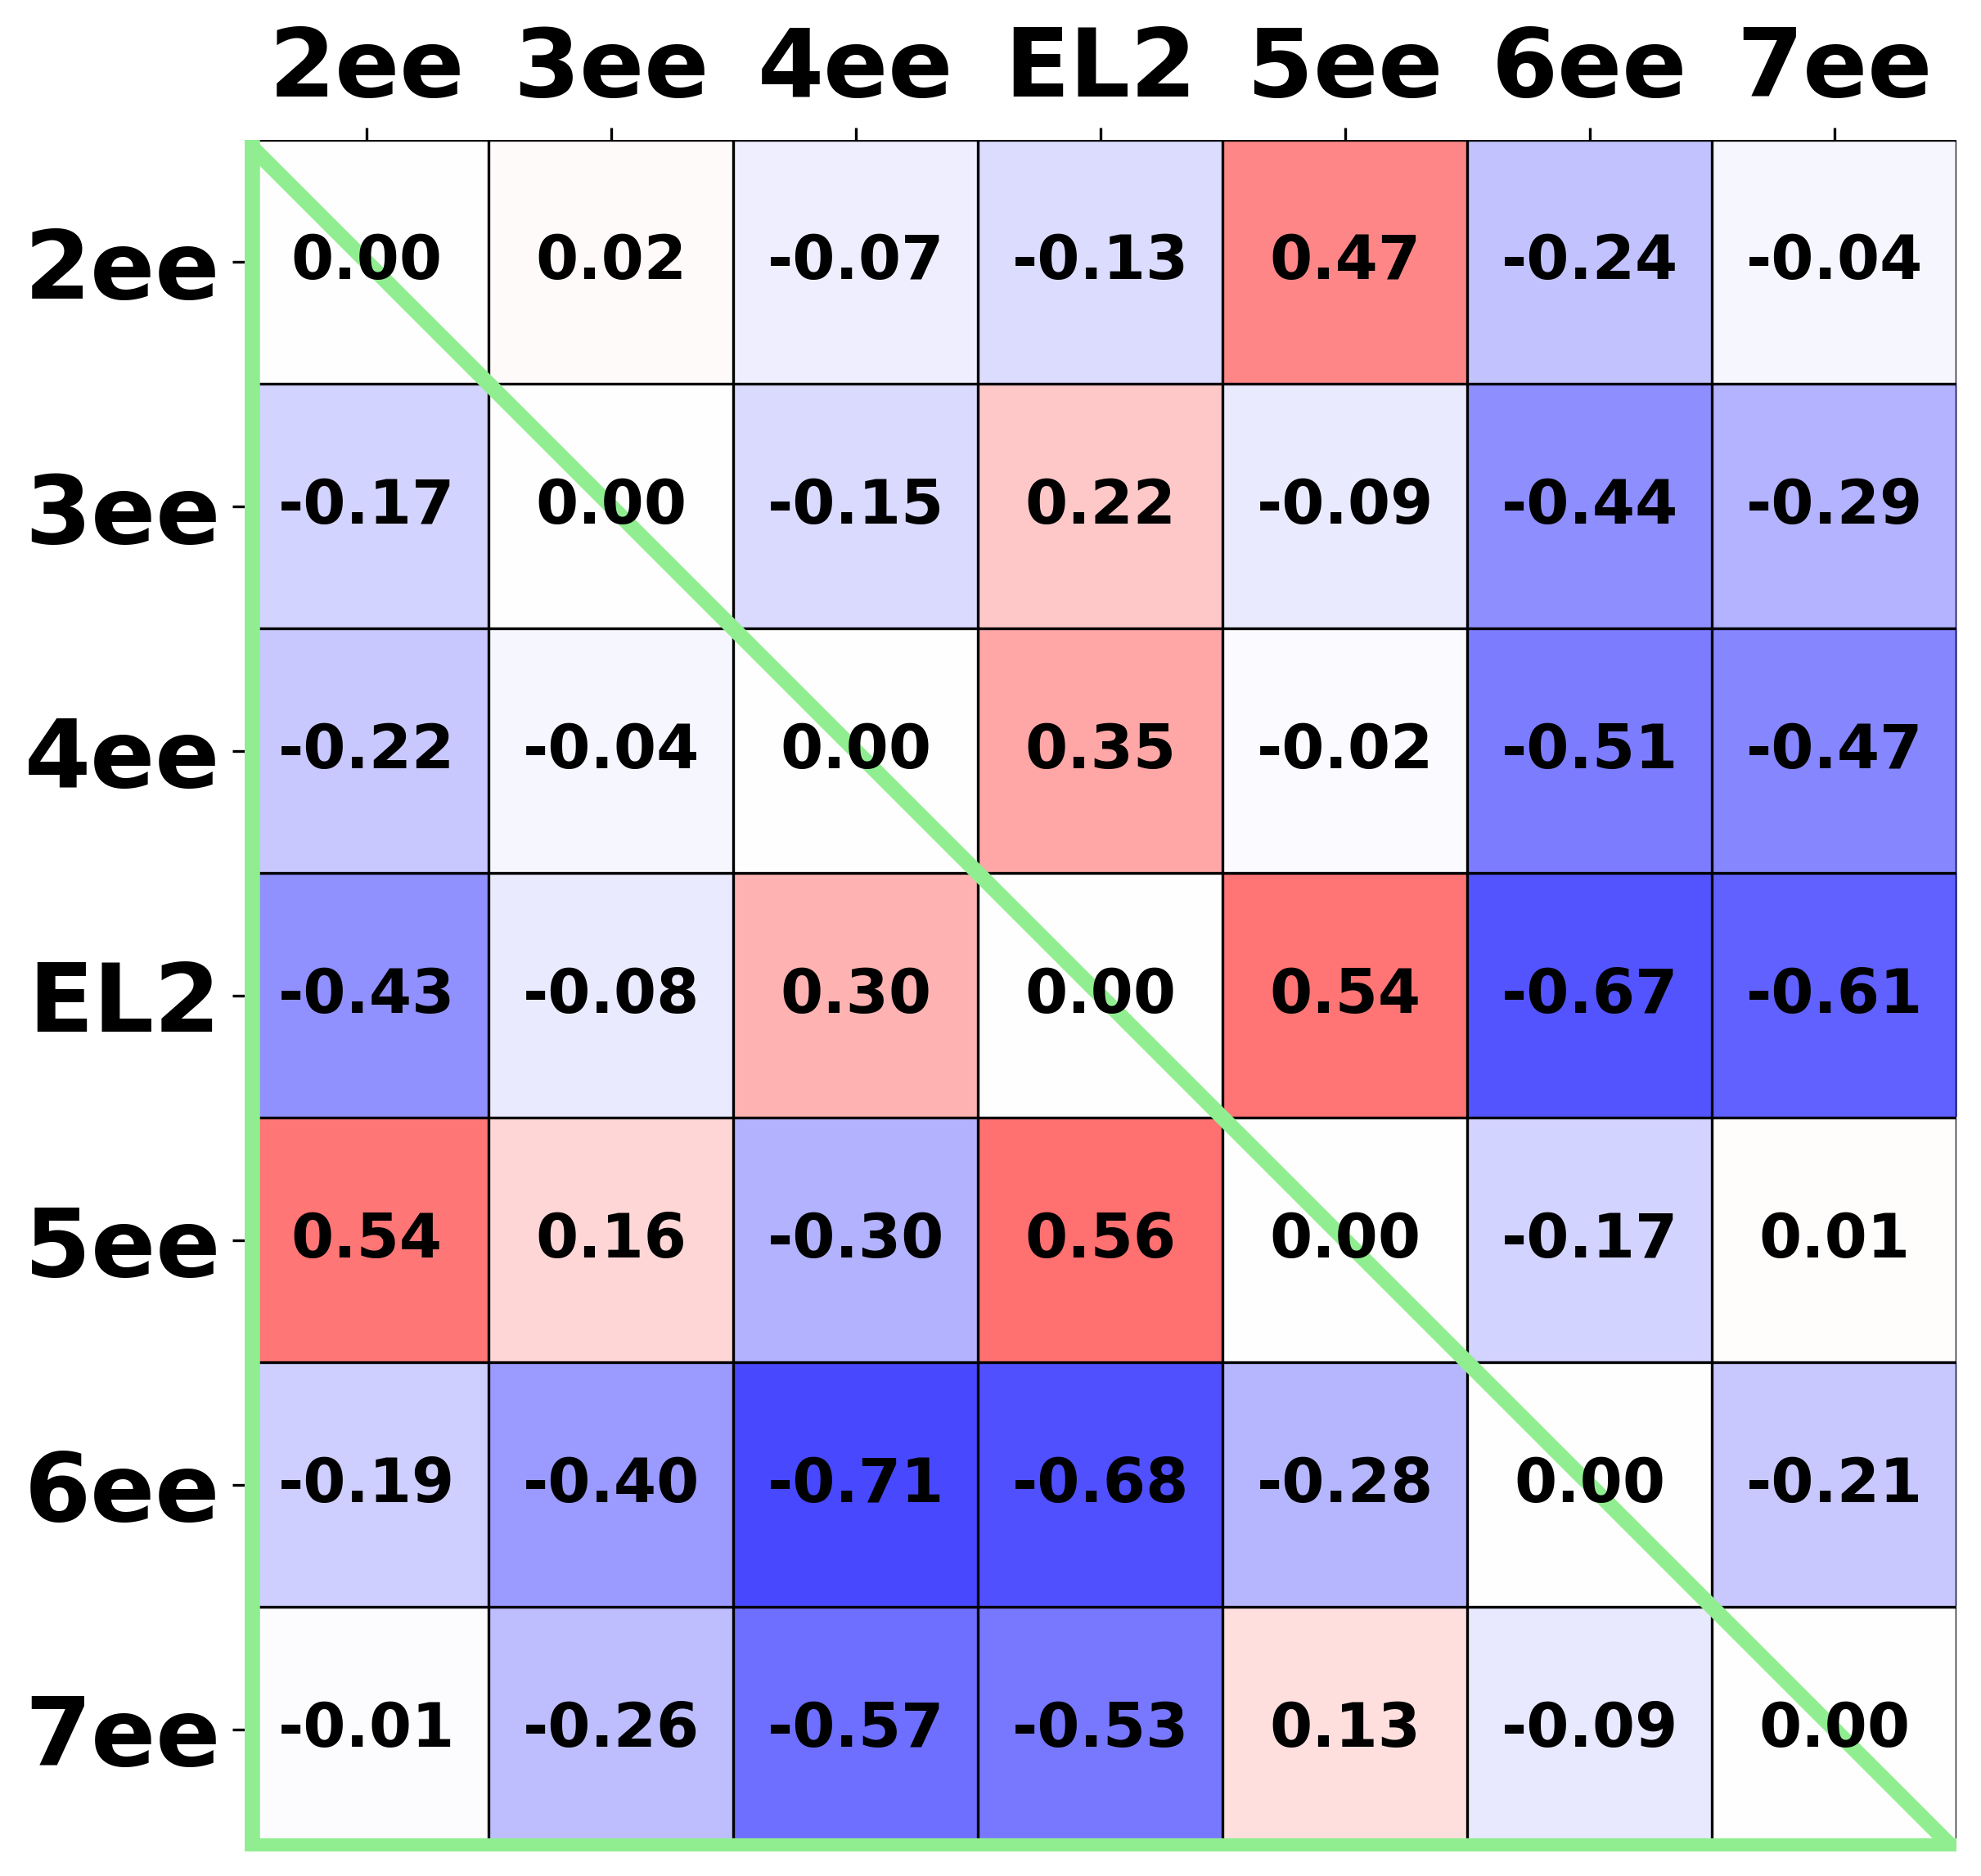 2ee 3ee 4ee EL2 5ee 6ee 7ee
2ee 0.00 0.02 -0.07 -0.13 0.47 -0.24 -0.04
3ee -0.17 0.00 -0.15 0.22 -0.09 -0.44 -0.29
4ee -0.22 -0.04 0.00 0.35 -0.02 -0.51 -0.47
EL2 -0.43 -0.08 0.30 0.00 0.54 -0.67 -0.61
5ee 0.54 0.16 -0.30 0.56 0.00 -0.17 0.01
6ee -0.19 -0.40 -0.71 -0.68 -0.28 0.00 -0.21
7ee -0.01 -0.26 -0.57 -0.53 0.13 -0.09 0.00